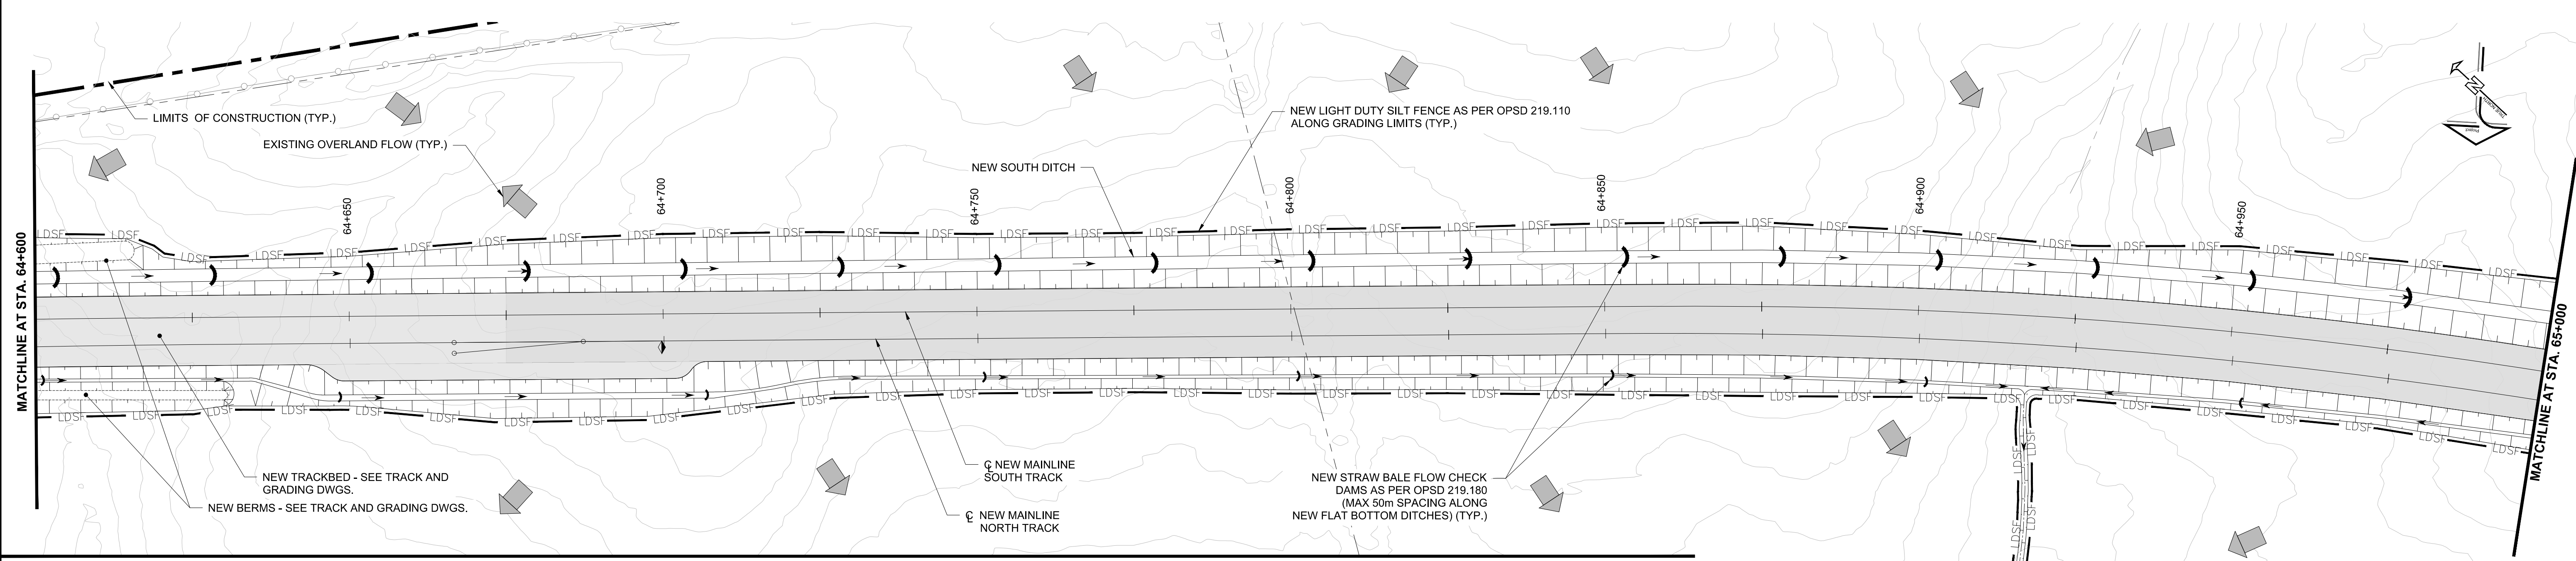 LIMITS  OF CONSTRUCTION (TYP.)
EXISTING OVERLAND FLOW (TYP.)
NEW SOUTH DITCH
NEW LIGHT DUTY SILT FENCE AS PER OPSD 219.110
ALONG GRADING LIMITS (TYP.)
N
TRUE NORTH
Project
MATCHLINE AT STA. 64+600
64+650
64+700
64+750
64+800
64+850
64+900
64+950
MATCHLINE AT STA. 65+000
LDSF
NEW TRACKBED - SEE TRACK AND
GRADING DWGS.
NEW BERMS - SEE TRACK AND GRADING DWGS.
℄ NEW MAINLINE
SOUTH TRACK
℄ NEW MAINLINE
NORTH TRACK
NEW STRAW BALE FLOW CHECK
DAMS AS PER OPSD 219.180
(MAX 50m SPACING ALONG
NEW FLAT BOTTOM DITCHES) (TYP.)